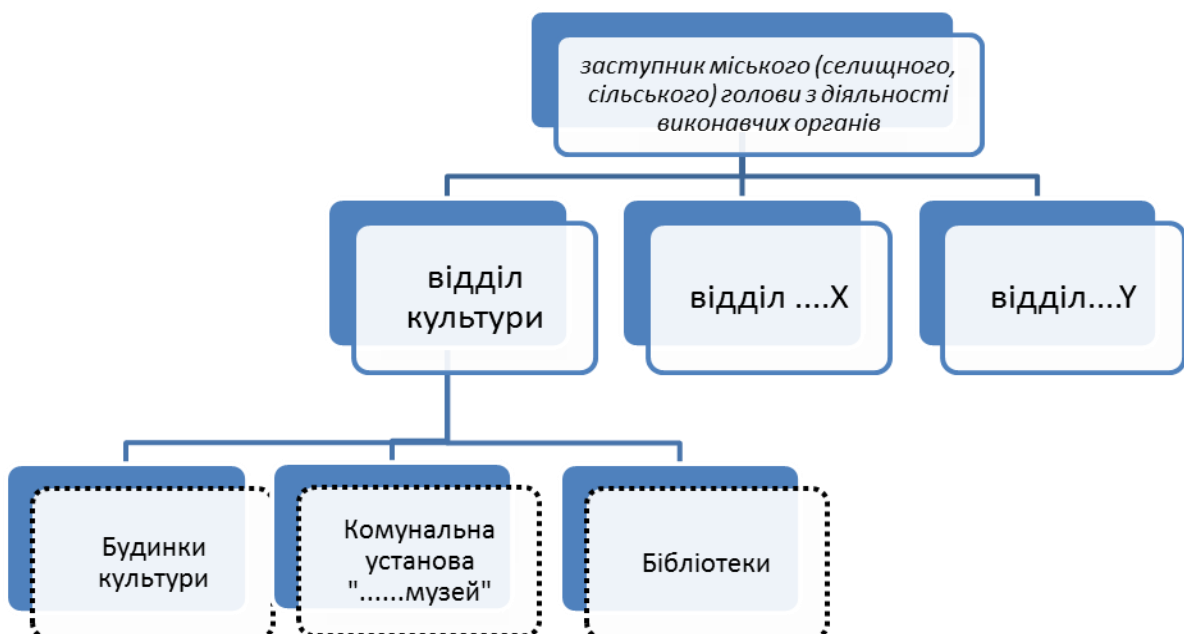 заступник міського (селищного,
сільського) голови з діяльності
виконавчих органів
відділ
культури
відділ ....X
відділ....Y
Будинки
культури
Комунальна
установа
"......музей"
Бібліотеки